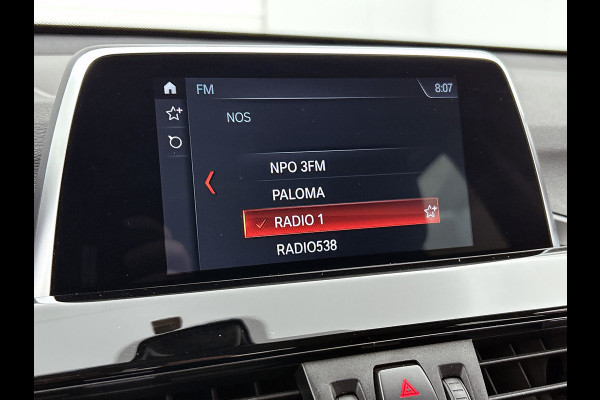 FM 8:07
NOS
NPO 3FM
PALOMA
RADIO 1
RADIO538